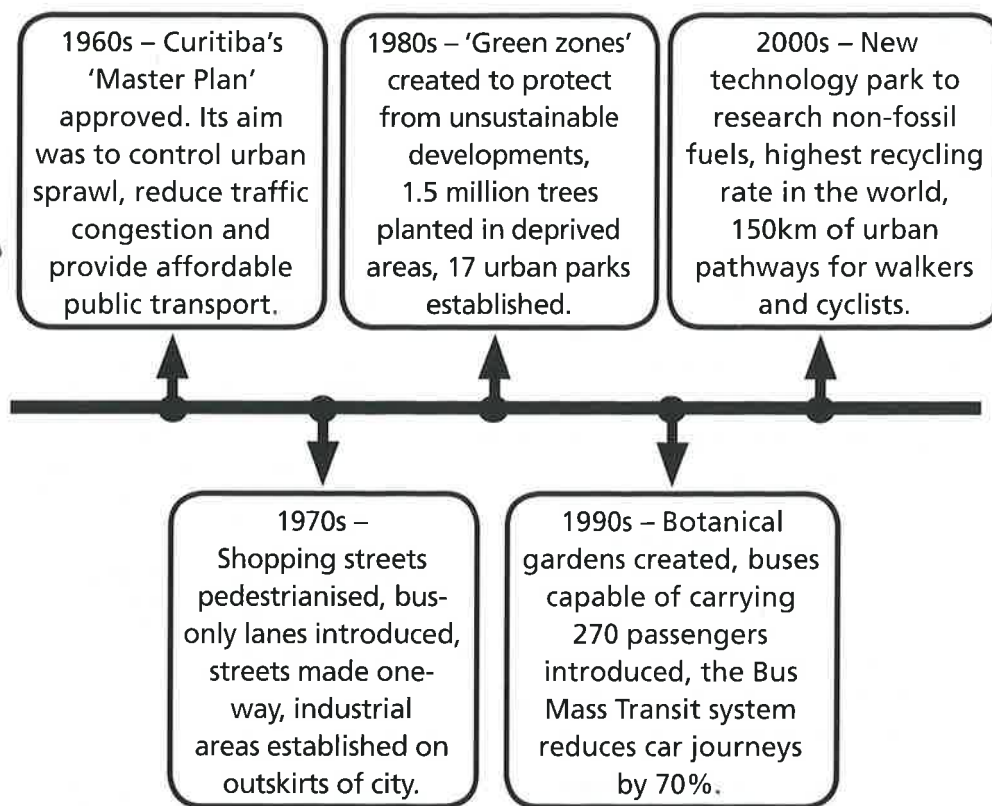 1960s – Curitiba's
'Master Plan'
approved. Its aim
was to control urban
sprawl, reduce traffic
congestion and
provide affordable
public transport.
1970s –
Shopping streets
pedestrianised, bus-
only lanes introduced,
streets made one-
way, industrial
areas established on
outskirts of city.
1980s – 'Green zones'
created to protect
from unsustainable
developments,
1.5 million trees
planted in deprived
areas, 17 urban parks
established.
1990s – Botanical
gardens created, buses
capable of carrying
270 passengers
introduced, the Bus
Mass Transit system
reduces car journeys
by 70%.
2000s – New
technology park to
research non-fossil
fuels, highest recycling
rate in the world,
150km of urban
pathways for walkers
and cyclists.